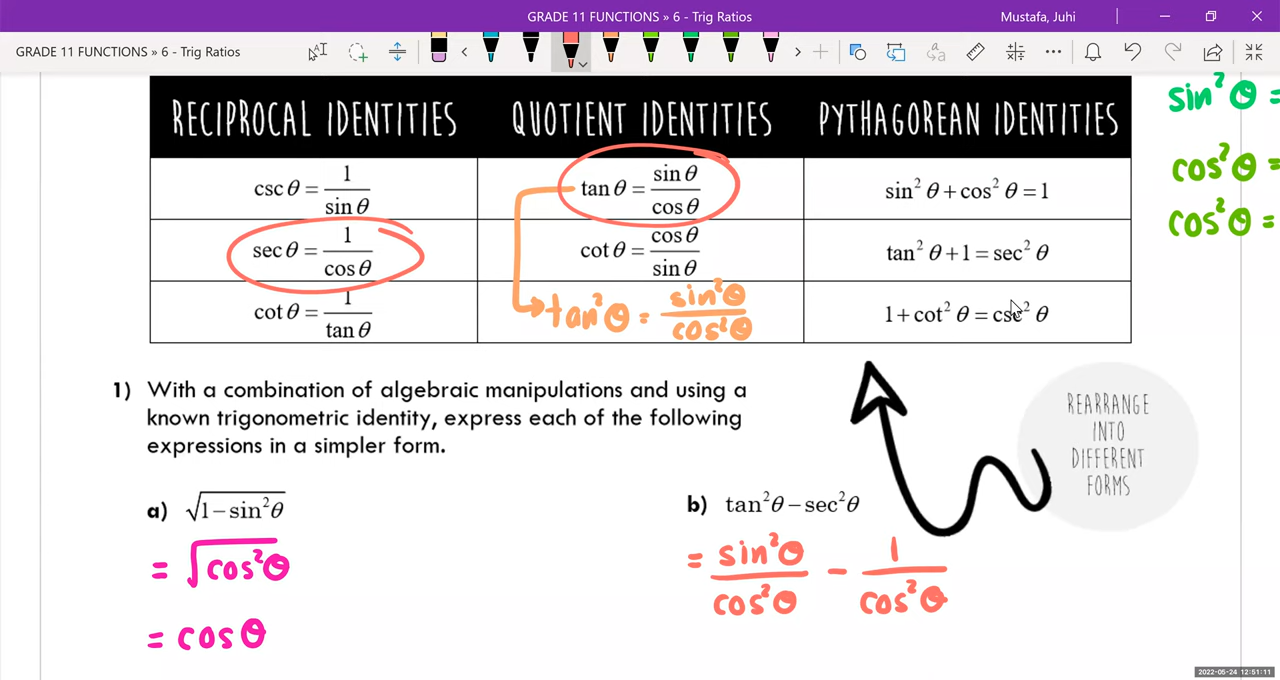 GRADE 11 FUNCTIONS » 6 - Trig Ratios
Mustafa, Juhi
GRADE 11 FUNCTIONS » 6 - Trig Ratios
RECIPROCAL IDENTITIES QUOTIENT IDENTITIES PYTHAGOREAN IDENTITIES
csc θ = 1/sin θ tan θ = sin θ/cos θ sin² θ + cos² θ = 1
sec θ = 1/cos θ cot θ = cos θ/sin θ tan² θ + 1 = sec² θ
cot θ = 1/tan θ tan²θ = sin²θ/cos²θ 1 + cot² θ = csc² θ
sin²θ =
cos²θ =
cos²θ =
1) With a combination of algebraic manipulations and using a
known trigonometric identity, express each of the following
expressions in a simpler form.
REARRANGE
INTO
DIFFERENT
FORMS
a) √(1 – sin²θ)
= √cos²θ
= cosθ
b) tan²θ – sec²θ
= sin²θ/cos²θ – 1/cos²θ
2022-05-24 12:51:11